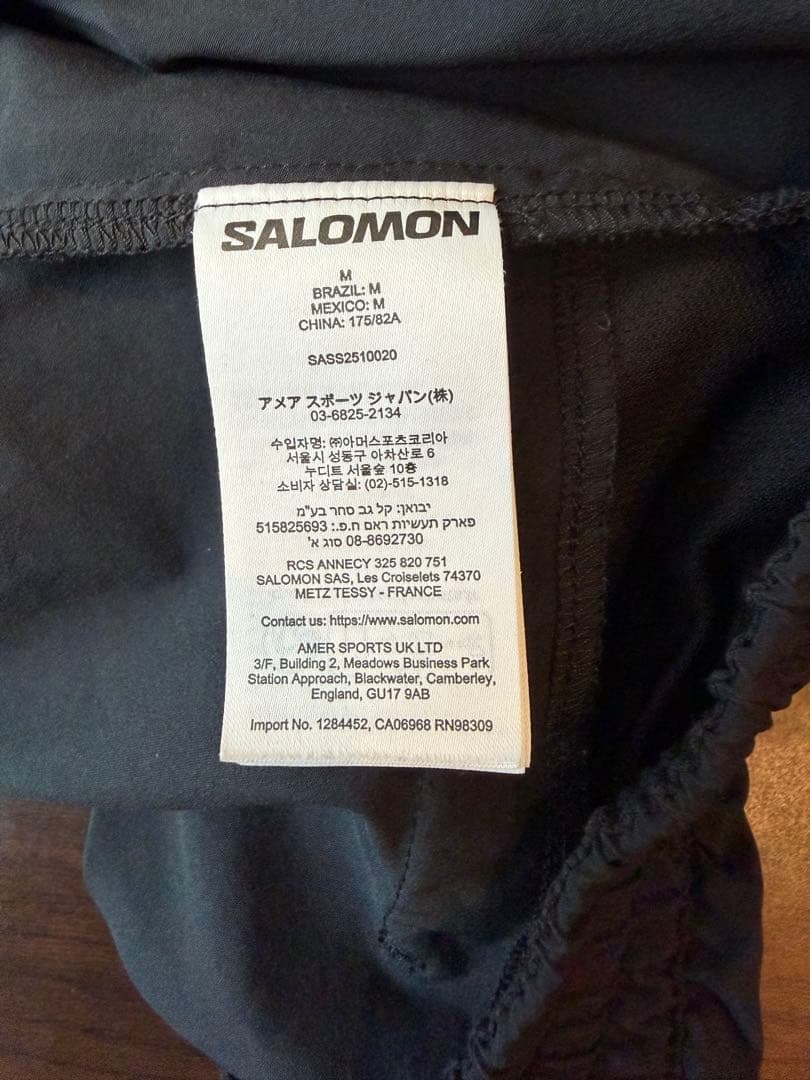 SALOMON
M
BRAZIL: M
MEXICO: M
CHINA: 175/82A
SASS2510020
アメア スポーツ ジャパン(株)
03-6825-2134
수입자명: ㈜아머스포츠코리아
서울시 성동구 아차산로 6
누디트 서울숲 10층
소비자 상담실: (02)-515-1318
יבואן: קל גב סחר בע"מ
פארק תעשיות ראם ח.פ.: 515825693
08-8692730 סוג א'
RCS ANNECY 325 820 751
SALOMON SAS, Les Croiselets 74370
METZ TESSY - FRANCE
Contact us: https://www.salomon.com
AMER SPORTS UK LTD
3/F, Building 2, Meadows Business Park
Station Approach, Blackwater, Camberley,
England, GU17 9AB
Import No. 1284452, CA06968 RN98309